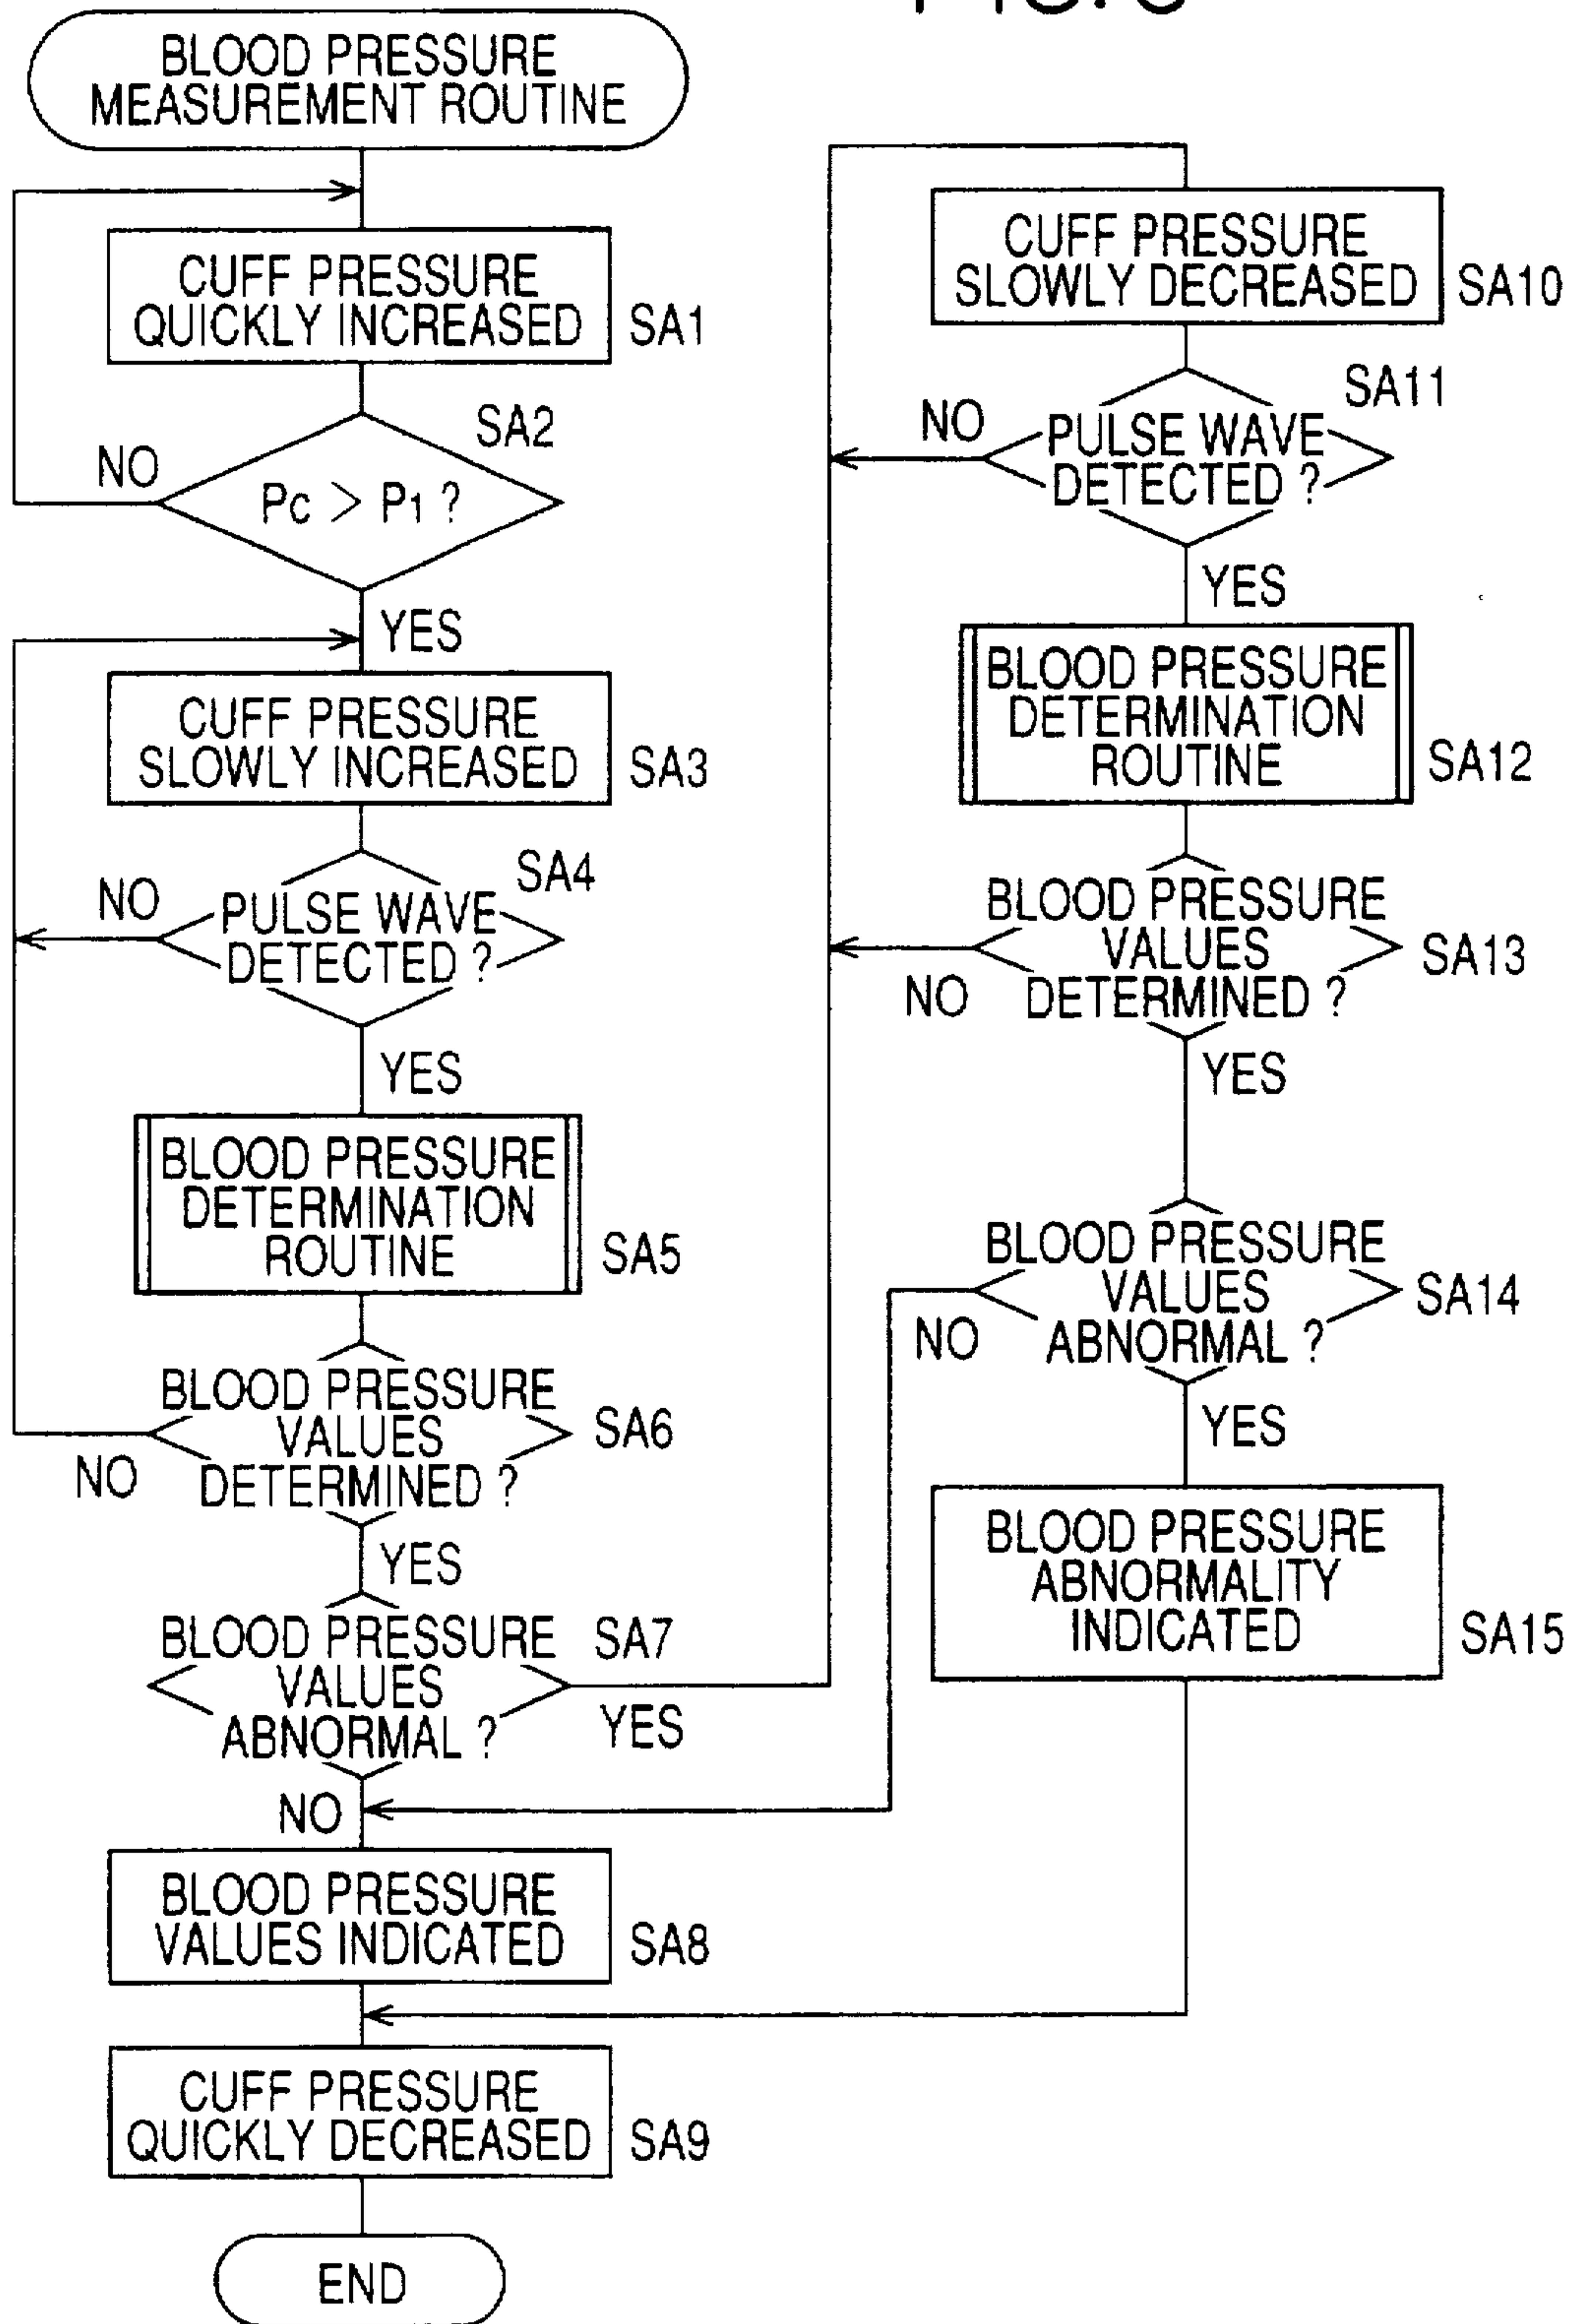 BLOOD PRESSURE
MEASUREMENT ROUTINE
CUFF PRESSURE
QUICKLY INCREASED
SA1
SA2
NO
Pc > P1 ?
YES
CUFF PRESSURE
SLOWLY INCREASED
SA3
SA4
NO
PULSE WAVE
DETECTED ?
YES
BLOOD PRESSURE
DETERMINATION
ROUTINE
SA5
BLOOD PRESSURE
VALUES
DETERMINED ?
SA6
NO
YES
BLOOD PRESSURE
VALUES
ABNORMAL ?
SA7
YES
NO
BLOOD PRESSURE
VALUES INDICATED
SA8
CUFF PRESSURE
QUICKLY DECREASED
SA9
END
CUFF PRESSURE
SLOWLY DECREASED
SA10
SA11
NO
PULSE WAVE
DETECTED ?
YES
BLOOD PRESSURE
DETERMINATION
ROUTINE
SA12
BLOOD PRESSURE
VALUES
DETERMINED ?
SA13
NO
YES
BLOOD PRESSURE
VALUES
ABNORMAL ?
SA14
NO
YES
BLOOD PRESSURE
ABNORMALITY
INDICATED
SA15